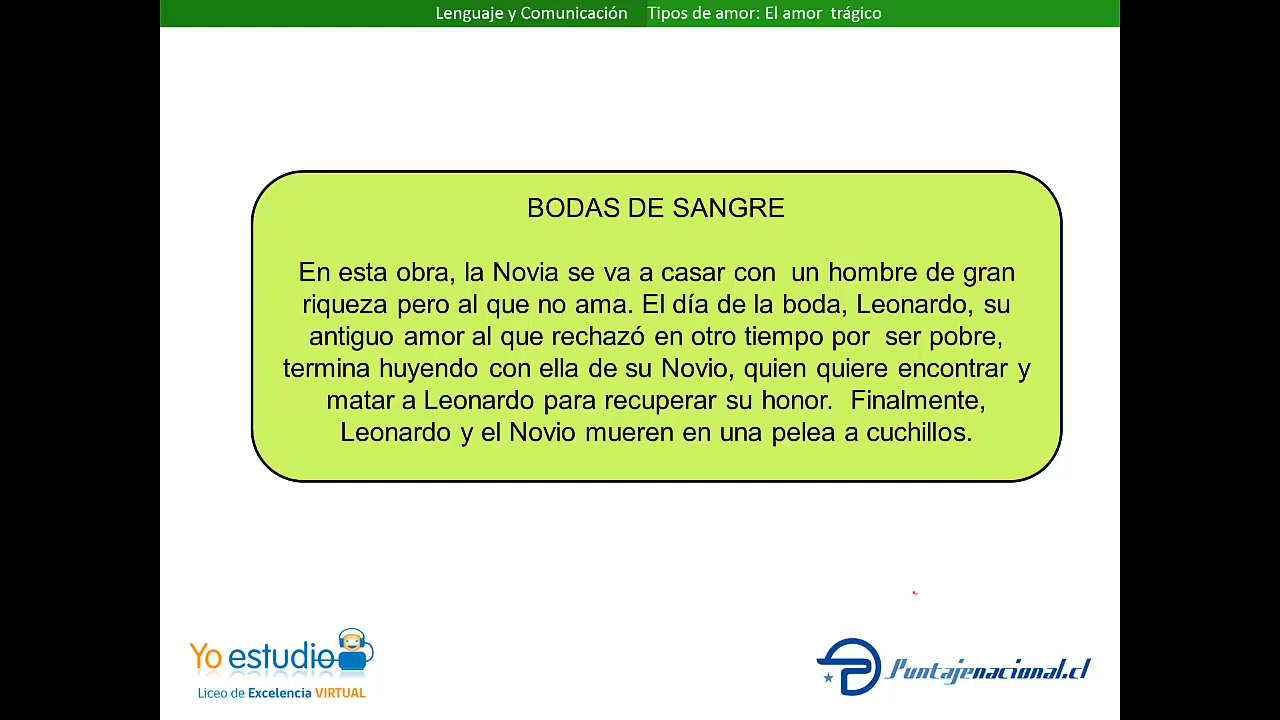 Lenguaje y Comunicación Tipos de amor: El amor trágico
BODAS DE SANGRE
En esta obra, la Novia se va a casar con un hombre de gran
riqueza pero al que no ama. El día de la boda, Leonardo, su
antiguo amor al que rechazó en otro tiempo por ser pobre,
termina huyendo con ella de su Novio, quien quiere encontrar y
matar a Leonardo para recuperar su honor. Finalmente,
Leonardo y el Novio mueren en una pelea a cuchillos.
Yo estudio
Liceo de Excelencia VIRTUAL
Puntajenacional.cl